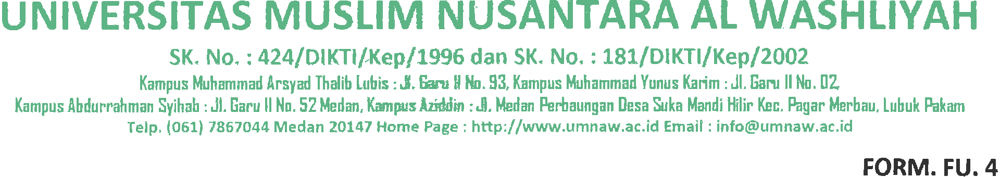 UNIVERSITAS MUSLIM NUSANTARA AL WASHLIYAH
SK. No. : 424/DIKTI/Kep/1996 dan SK. No. : 181/DIKTI/Kep/2002
Kampus Muhammad Arsyad Thalib Lubis : Jl. Garu II No. 93, Kampus Muhammad Yunus Karim : Jl. Garu II No. 02,
Kampus Abdurrahman Syihab : Jl. Garu II No. 52 Medan, Kampus Aziddin : Jl. Medan Perbaungan Desa Suka Mandi Hilir Kec. Pagar Merbau, Lubuk Pakam
Telp. (061) 7867044 Medan 20147 Home Page : http://www.umnaw.ac.id Email : info@umnaw.ac.id
FORM. FU. 4